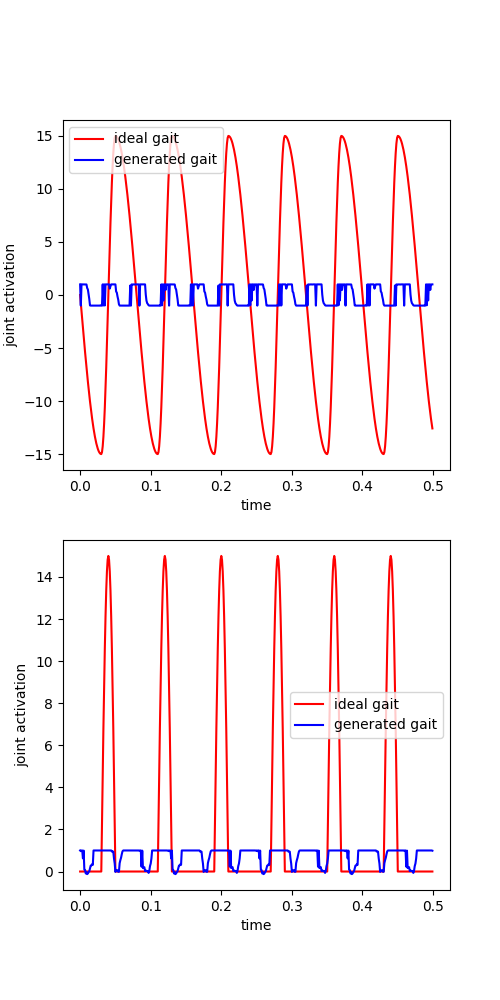 ideal gait
generated gait
15
10
5
0
−5
−10
−15
joint activation
0.0 0.1 0.2 0.3 0.4 0.5
time
14
12
10
8
6
4
2
0
joint activation
ideal gait
generated gait
0.0 0.1 0.2 0.3 0.4 0.5
time